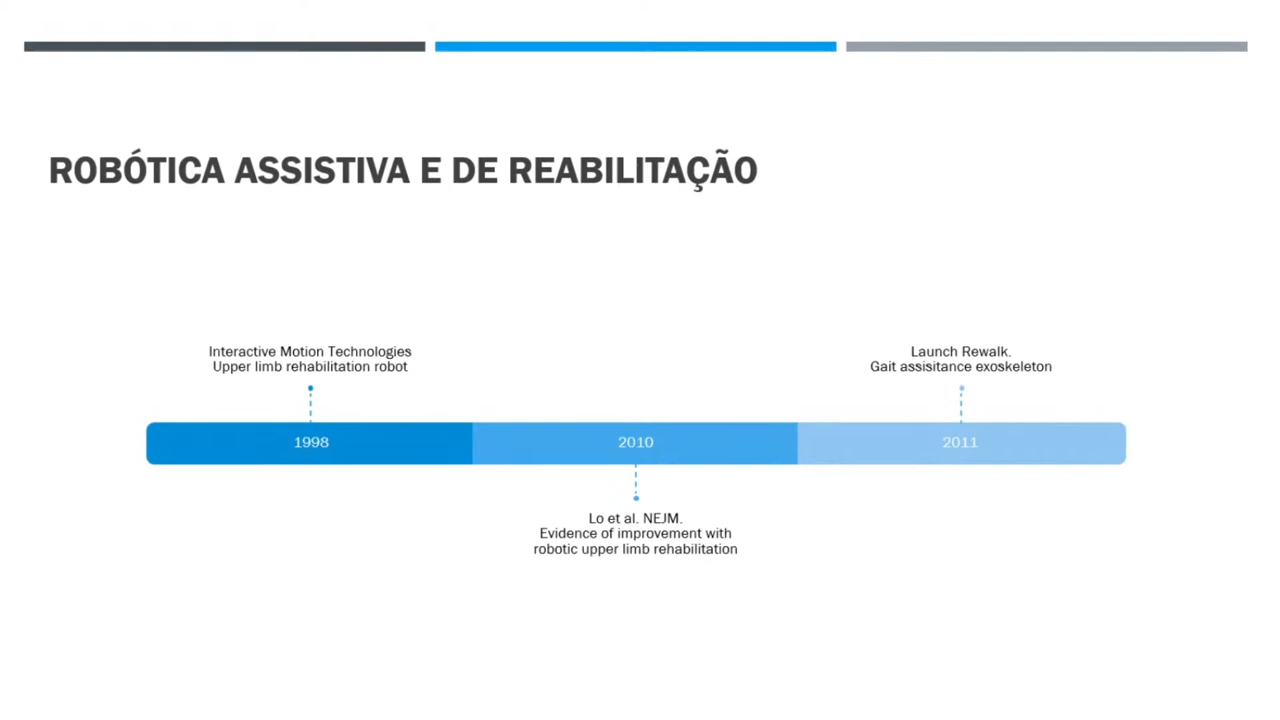 ROBÓTICA ASSISTIVA E DE REABILITAÇÃO
Interactive Motion Technologies
Upper limb rehabilitation robot
Launch Rewalk.
Gait assisitance exoskeleton
1998
2010
2011
Lo et al. NEJM.
Evidence of improvement with
robotic upper limb rehabilitation